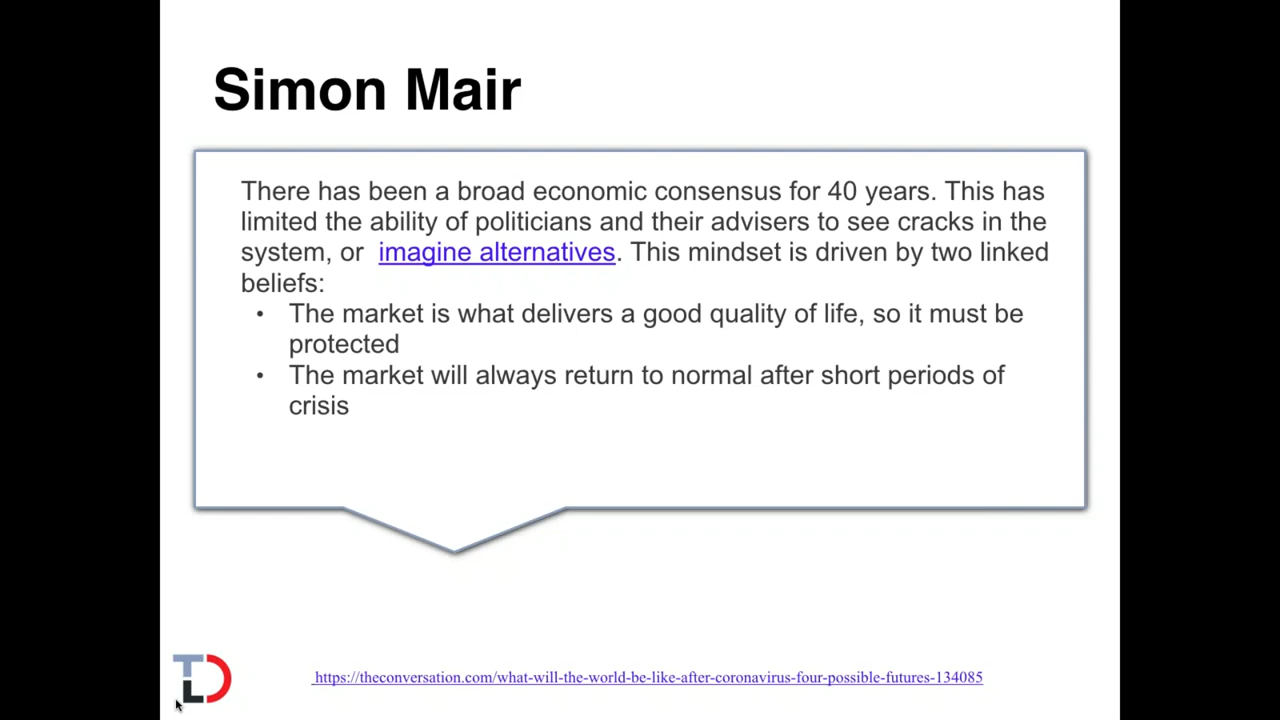 Simon Mair
There has been a broad economic consensus for 40 years. This has
limited the ability of politicians and their advisers to see cracks in the
system, or imagine alternatives. This mindset is driven by two linked
beliefs:
• The market is what delivers a good quality of life, so it must be
protected
• The market will always return to normal after short periods of
crisis
TLD
https://theconversation.com/what-will-the-world-be-like-after-coronavirus-four-possible-futures-134085